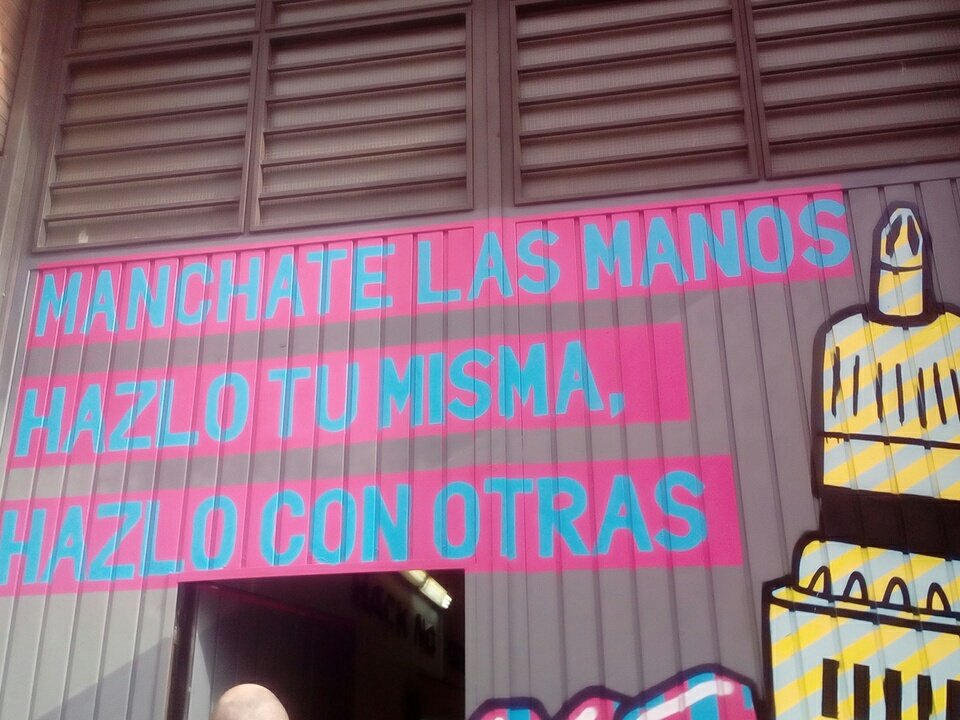 MANCHATE LAS MANOS
HAZLO TU MISMA,
HAZLO CON OTRAS